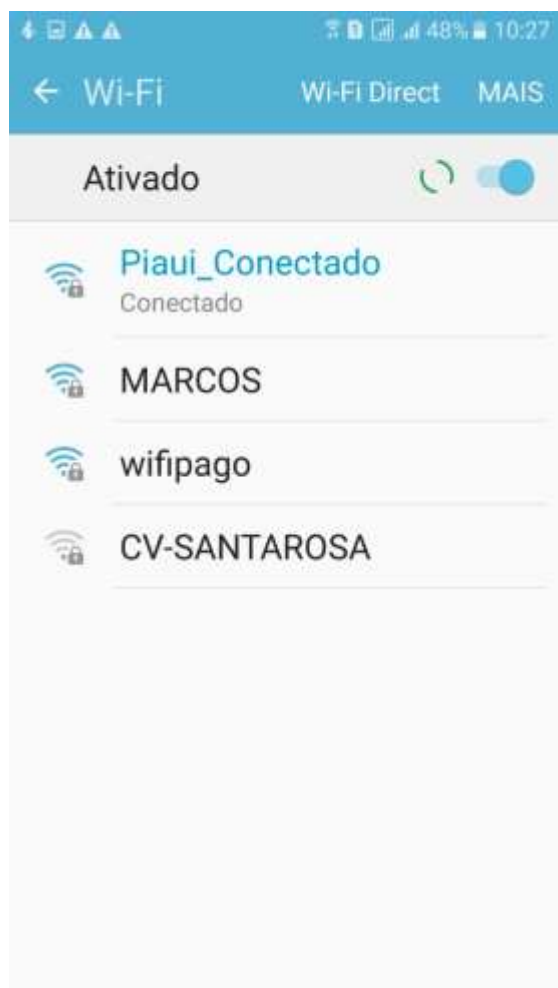 48% 10:27
Wi-Fi Wi-Fi Direct MAIS
Ativado
Piaui_Conectado
Conectado
MARCOS
wifipago
CV-SANTAROSA